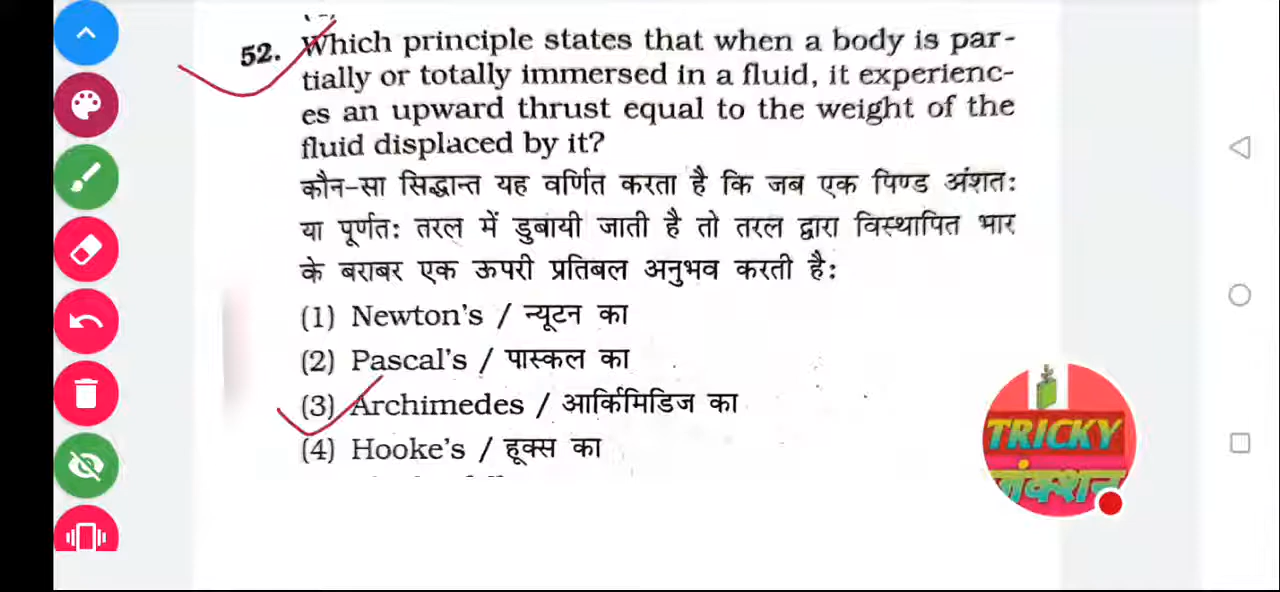 52. Which principle states that when a body is par-
tially or totally immersed in a fluid, it experienc-
es an upward thrust equal to the weight of the
fluid displaced by it?
कौन-सा सिद्धान्त यह वर्णित करता है कि जब एक पिण्ड अंशतः
या पूर्णतः तरल में डुबायी जाती है तो तरल द्वारा विस्थापित भार
के बराबर एक ऊपरी प्रतिबल अनुभव करती है:
(1) Newton's / न्यूटन का
(2) Pascal's / पास्कल का
(3) Archimedes / आर्किमिडिज का
(4) Hooke's / हूक्स का
TRICKY
जंक्शन